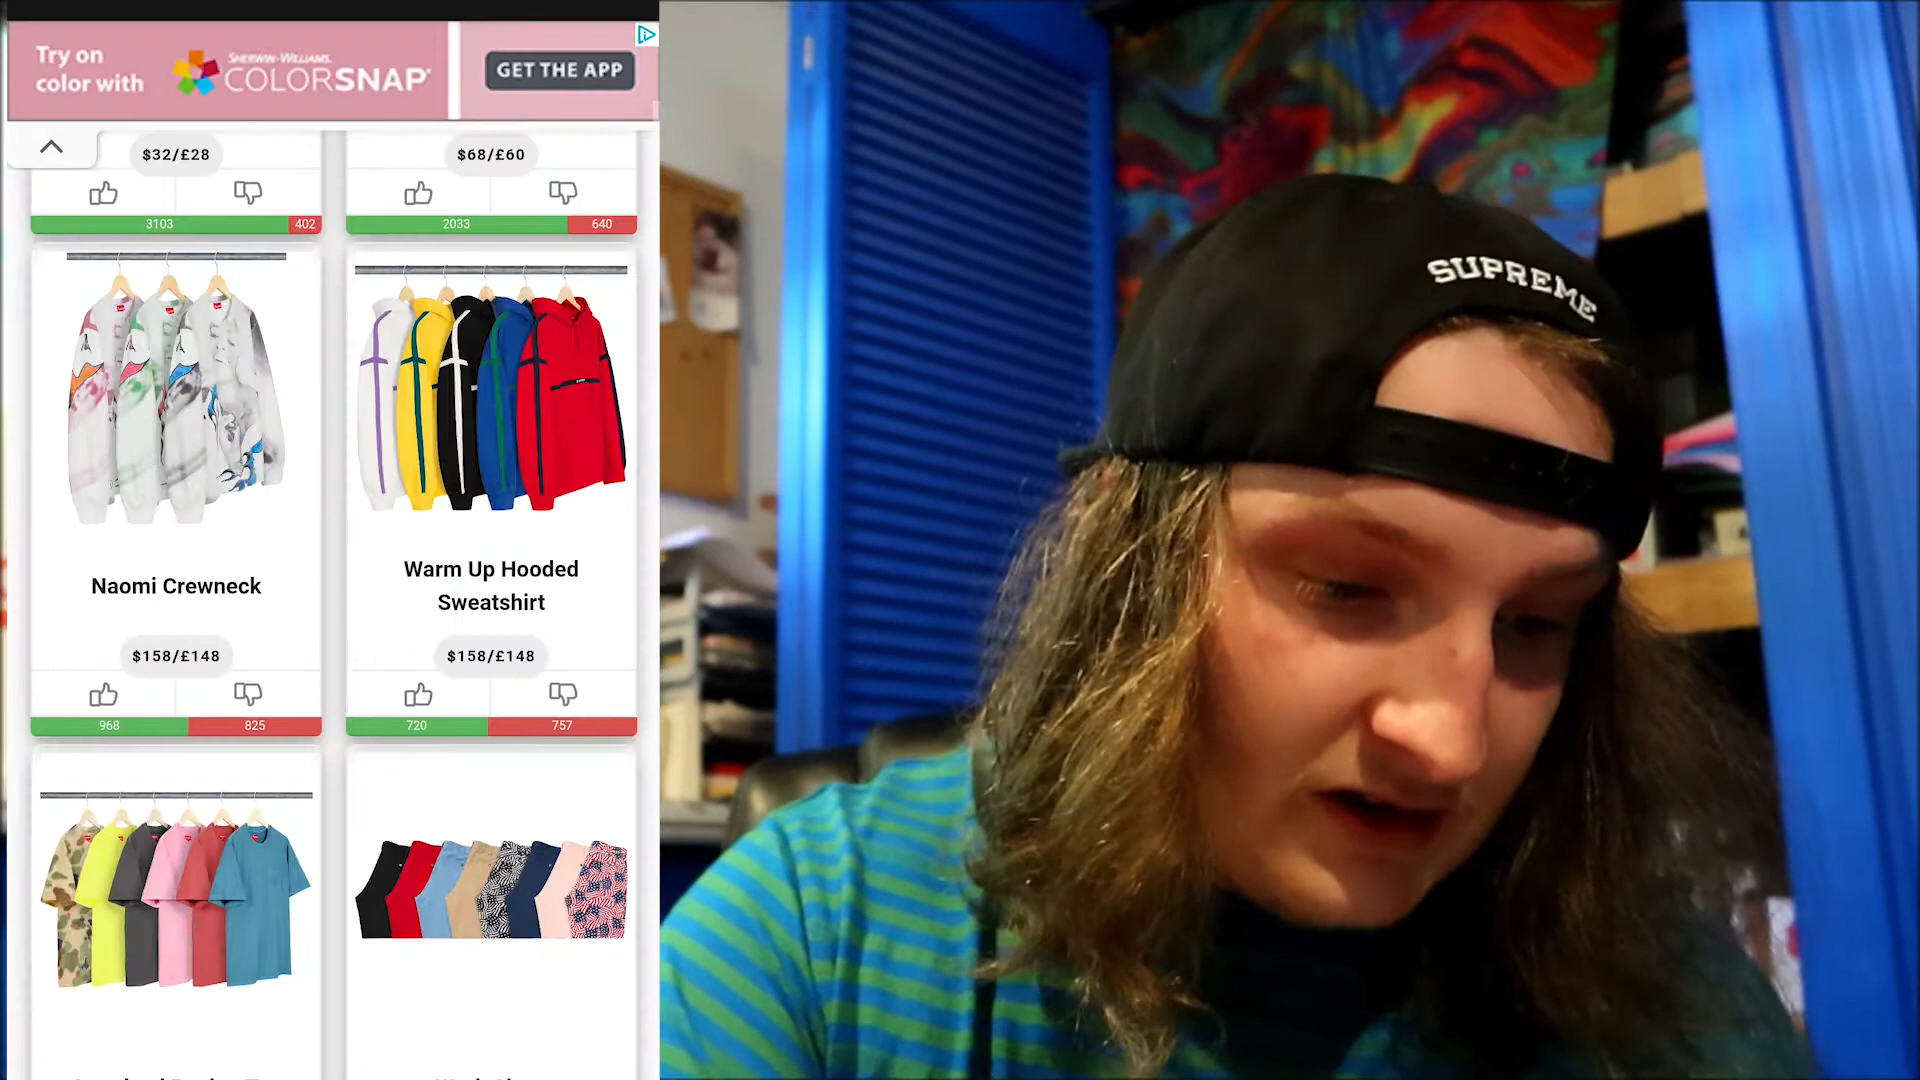 Try on
color with
SHERWIN-WILLIAMS.
COLORSNAP®
GET THE APP
$32/£28
$68/£60
3103
402
2033
640
SUPREME
Naomi Crewneck
Warm Up Hooded
Sweatshirt
$158/£148
$158/£148
968
825
720
757